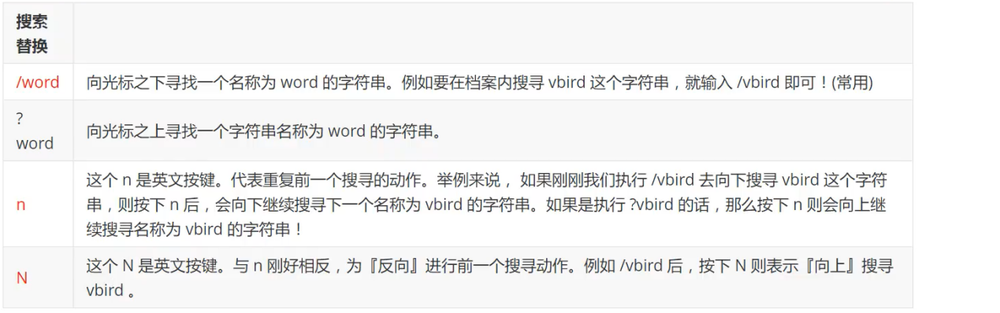 搜索
替换
/word
向光标之下寻找一个名称为 word 的字符串。例如要在档案内搜寻 vbird 这个字符串，就输入 /vbird 即可！(常用)
?
word
向光标之上寻找一个字符串名称为 word 的字符串。
n
这个 n 是英文按键。代表重复前一个搜寻的动作。举例来说， 如果刚刚我们执行 /vbird 去向下搜寻 vbird 这个字符
串，则按下 n 后，会向下继续搜寻下一个名称为 vbird 的字符串。如果是执行 ?vbird 的话，那么按下 n 则会向上继
续搜寻名称为 vbird 的字符串！
N
这个 N 是英文按键。与 n 刚好相反，为『反向』进行前一个搜寻动作。例如 /vbird 后，按下 N 则表示『向上』搜寻
vbird 。